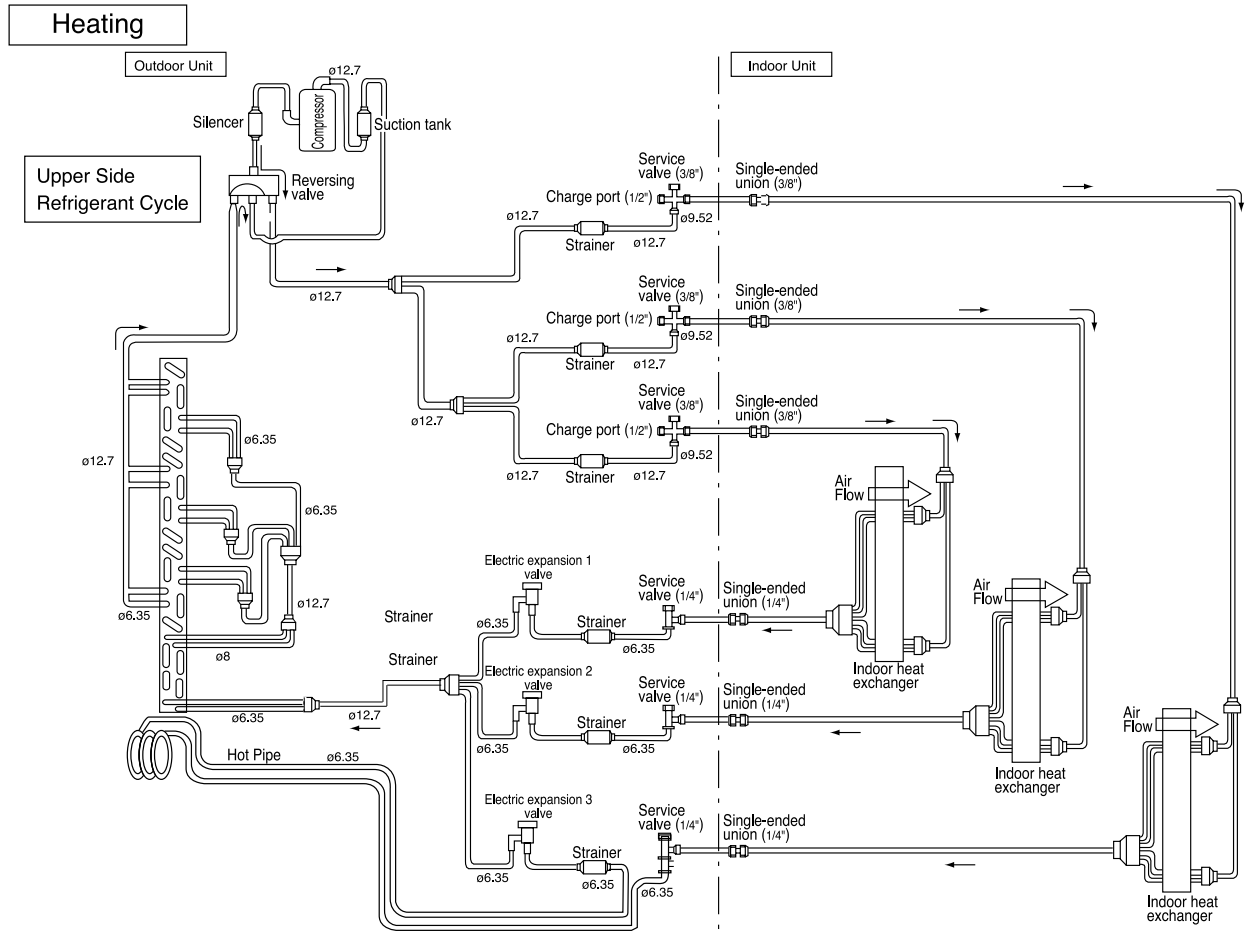 Heating
Outdoor Unit
Indoor Unit
ø12.7
Compressor
Silencer
Suction tank
Upper Side
Refrigerant Cycle
Reversing
valve
Service
valve (3/8")
Single-ended
union (3/8")
Charge port (1/2")
ø12.7
ø9.52
Strainer
ø12.7
ø12.7
Service
valve (3/8")
Single-ended
union (3/8")
Charge port (1/2")
ø12.7
ø9.52
Strainer
ø12.7
Service
valve (3/8")
Single-ended
union (3/8")
ø12.7
Charge port (1/2")
ø9.52
ø12.7
Strainer
ø12.7
ø6.35
ø12.7
ø6.35
Air
Flow
Electric expansion 1
valve
Service
valve (1/4")
Single-ended
union (1/4")
Air
Flow
ø12.7
ø6.35
Strainer
ø6.35
Strainer
ø6.35
ø8
Strainer
Indoor heat
exchanger
Electric expansion 2
valve
Service
valve (1/4")
Single-ended
union (1/4")
ø6.35
ø12.7
Strainer
ø6.35
ø6.35
Air
Flow
Hot Pipe
ø6.35
Indoor heat
exchanger
Electric expansion 3
valve
Service
valve (1/4")
Single-ended
union (1/4")
Strainer
ø6.35
ø6.35
ø6.35
Indoor heat
exchanger